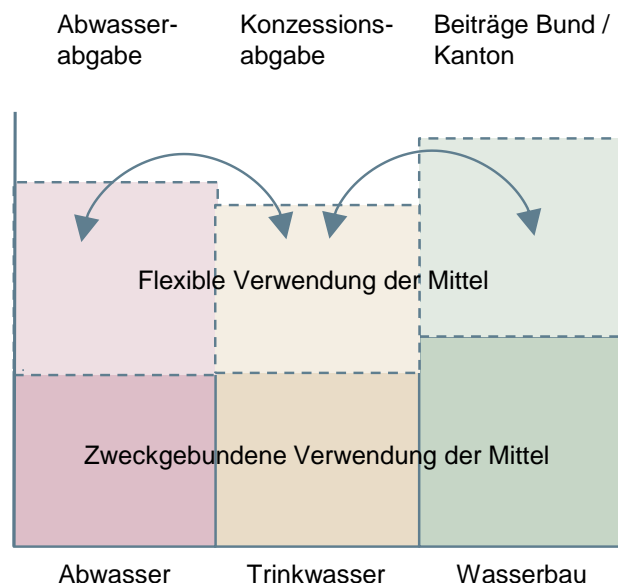 Abwasser-
abgabe
Konzessions-
abgabe
Beiträge Bund /
Kanton
Flexible Verwendung der Mittel
Zweckgebundene Verwendung der Mittel
Abwasser
Trinkwasser
Wasserbau